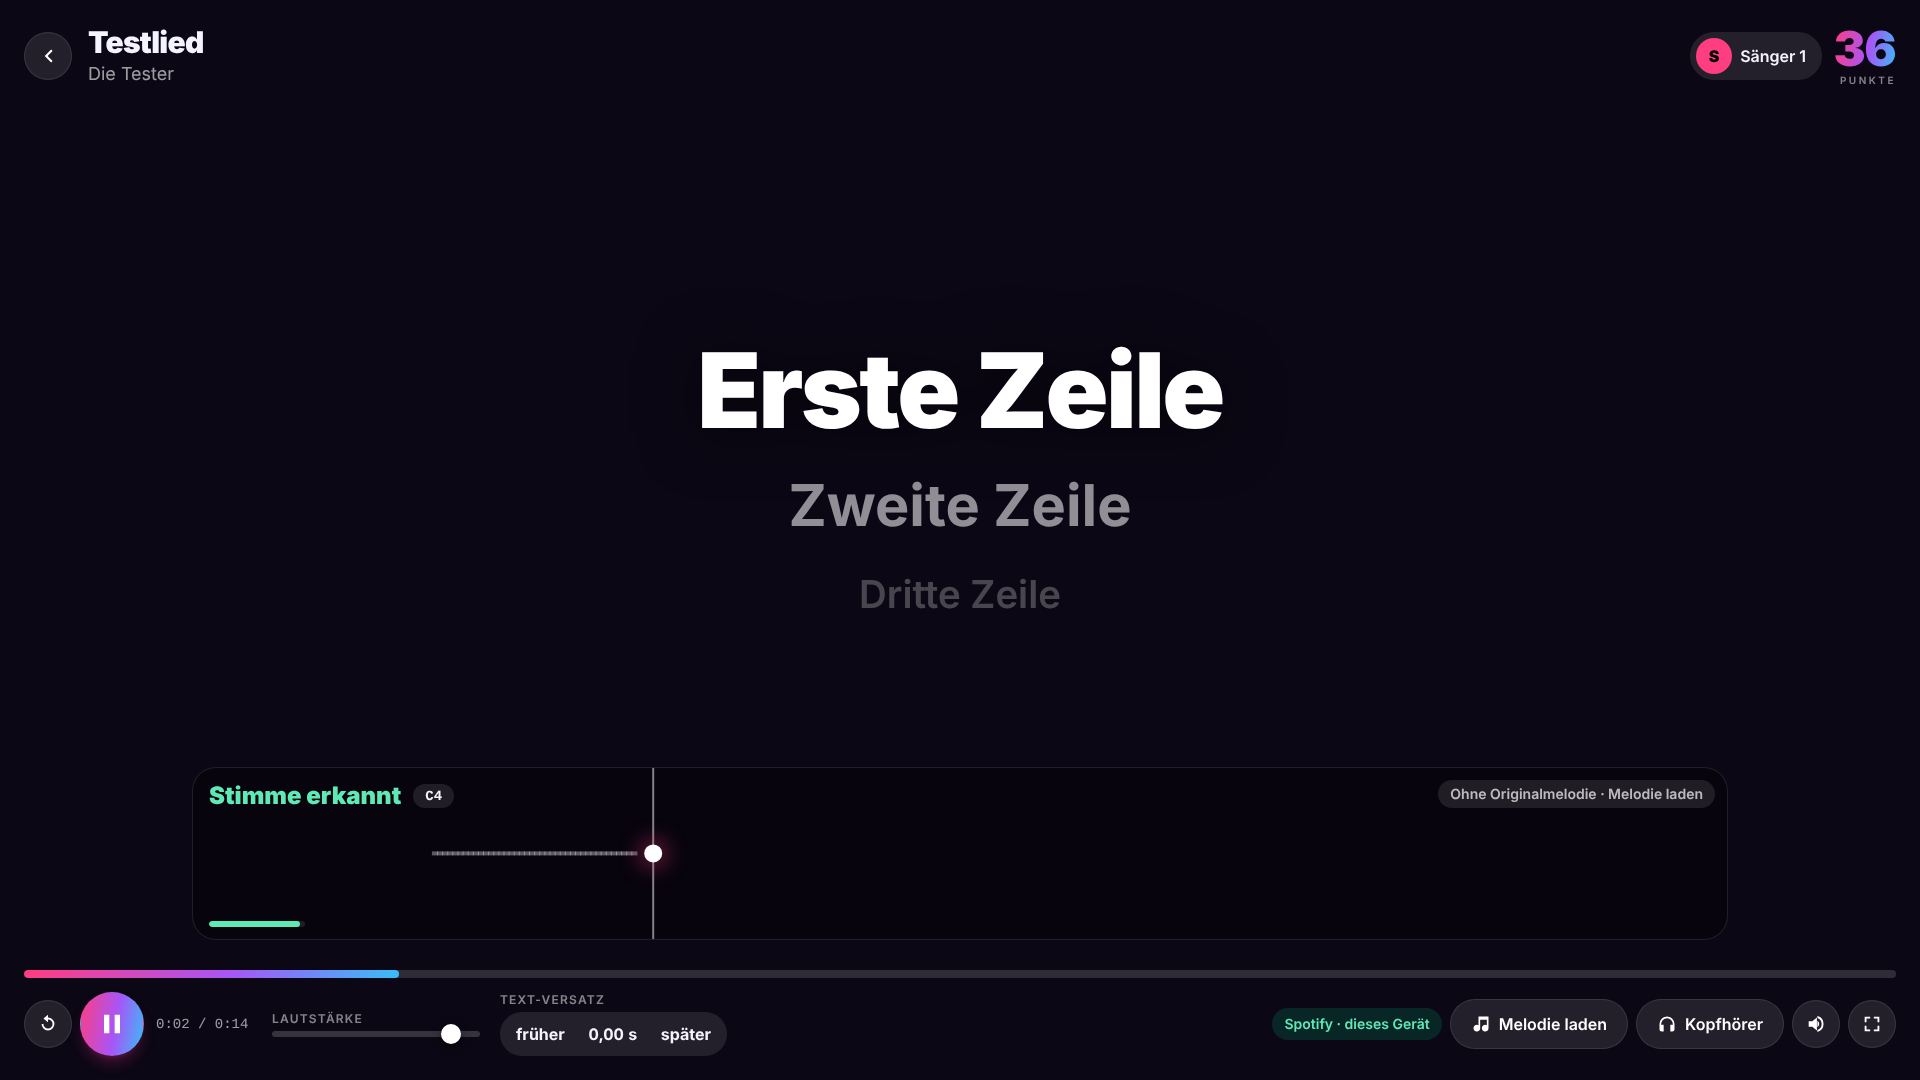 Testlied
Die Tester
S Sänger 1
36
PUNKTE
Erste Zeile
Zweite Zeile
Dritte Zeile
Stimme erkannt C4
Ohne Originalmelodie · Melodie laden
0:02 / 0:14
LAUTSTÄRKE
TEXT-VERSATZ
früher 0,00 s später
Spotify · dieses Gerät
Melodie laden
Kopfhörer